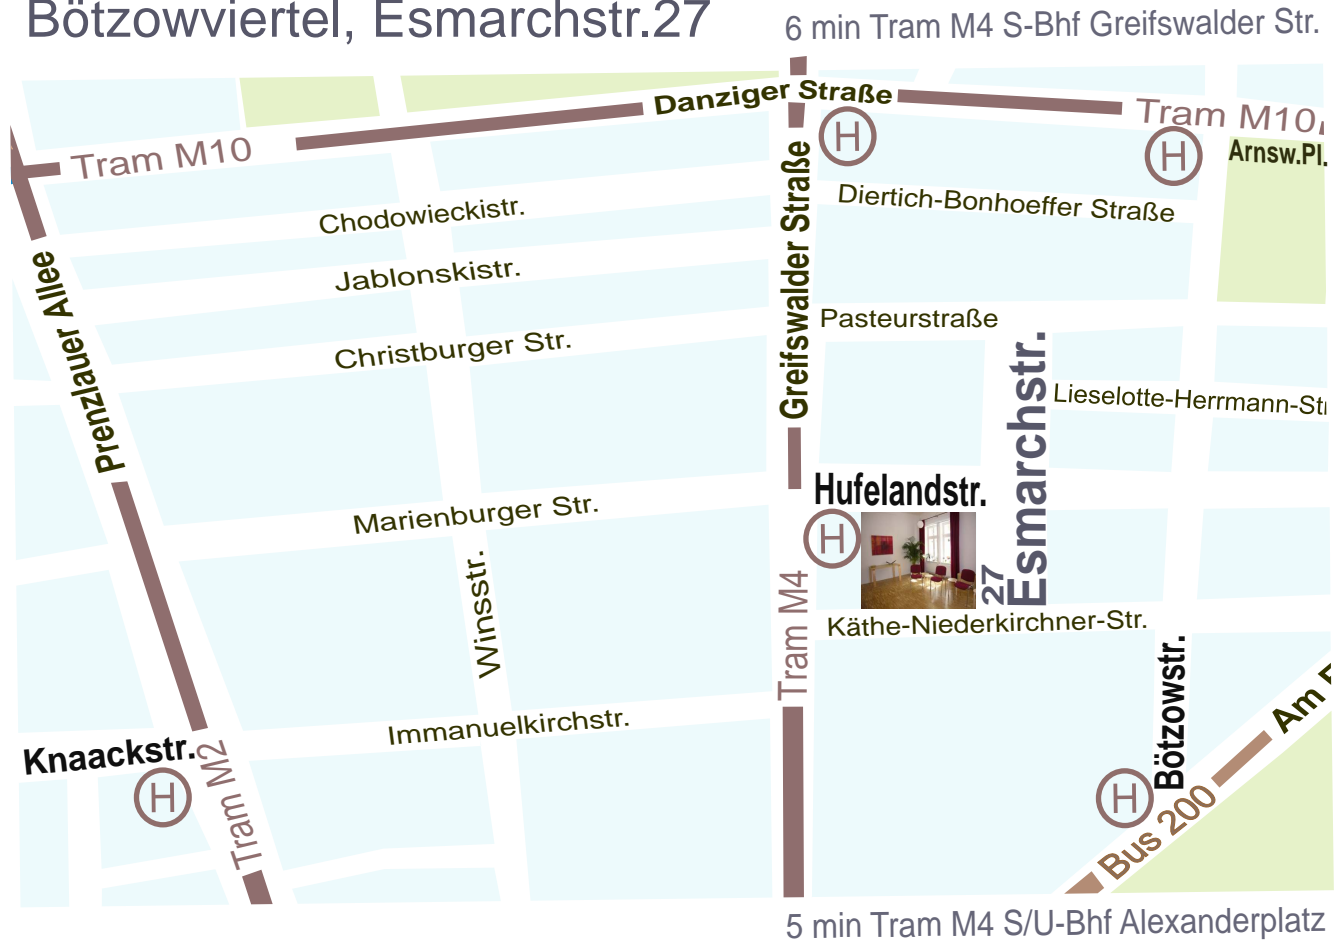 Bötzowviertel, Esmarchstr.27
6 min Tram M4 S-Bhf Greifswalder Str.
Danziger Straße
Tram M10
Tram M10
H
H
Arnsw.Pl.
Chodowieckistr.
Diertich-Bonhoeffer Straße
Greifswalder Straße
Jablonskistr.
Prenzlauer Allee
Pasteurstraße
Christburger Str.
Esmarchstr.
27
Lieselotte-Herrmann-St
Hufelandstr.
H
Marienburger Str.
Winsstr.
Tram M4
Käthe-Niederkirchner-Str.
Bötzowstr.
Am
Immanuelkirchstr.
Knaackstr.
H
Tram M2
H
Bus 200
5 min Tram M4 S/U-Bhf Alexanderplatz